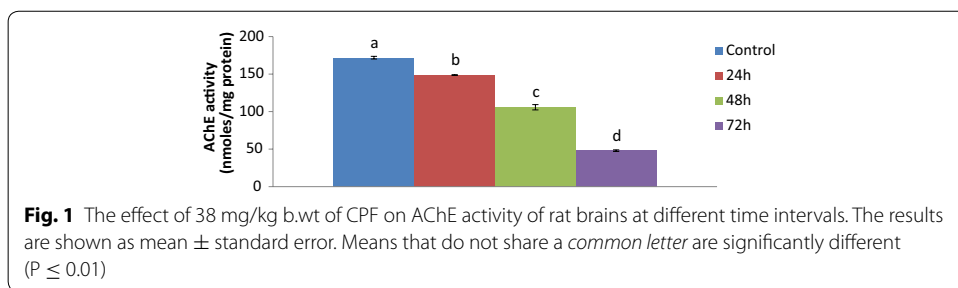 200
150
100
50
0
AChE activity
(nmoles/mg protein)
a
b
c
d
Control
24h
48h
72h
Fig. 1 The effect of 38 mg/kg b.wt of CPF on AChE activity of rat brains at different time intervals. The results
are shown as mean ± standard error. Means that do not share a common letter are significantly different
(P ≤ 0.01)